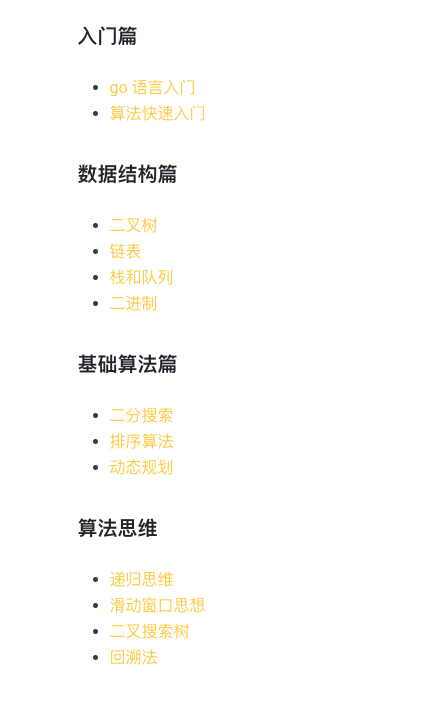 入门篇
go 语言入门
算法快速入门
数据结构篇
二叉树
链表
栈和队列
二进制
基础算法篇
二分搜索
排序算法
动态规划
算法思维
递归思维
滑动窗口思想
二叉搜索树
回溯法